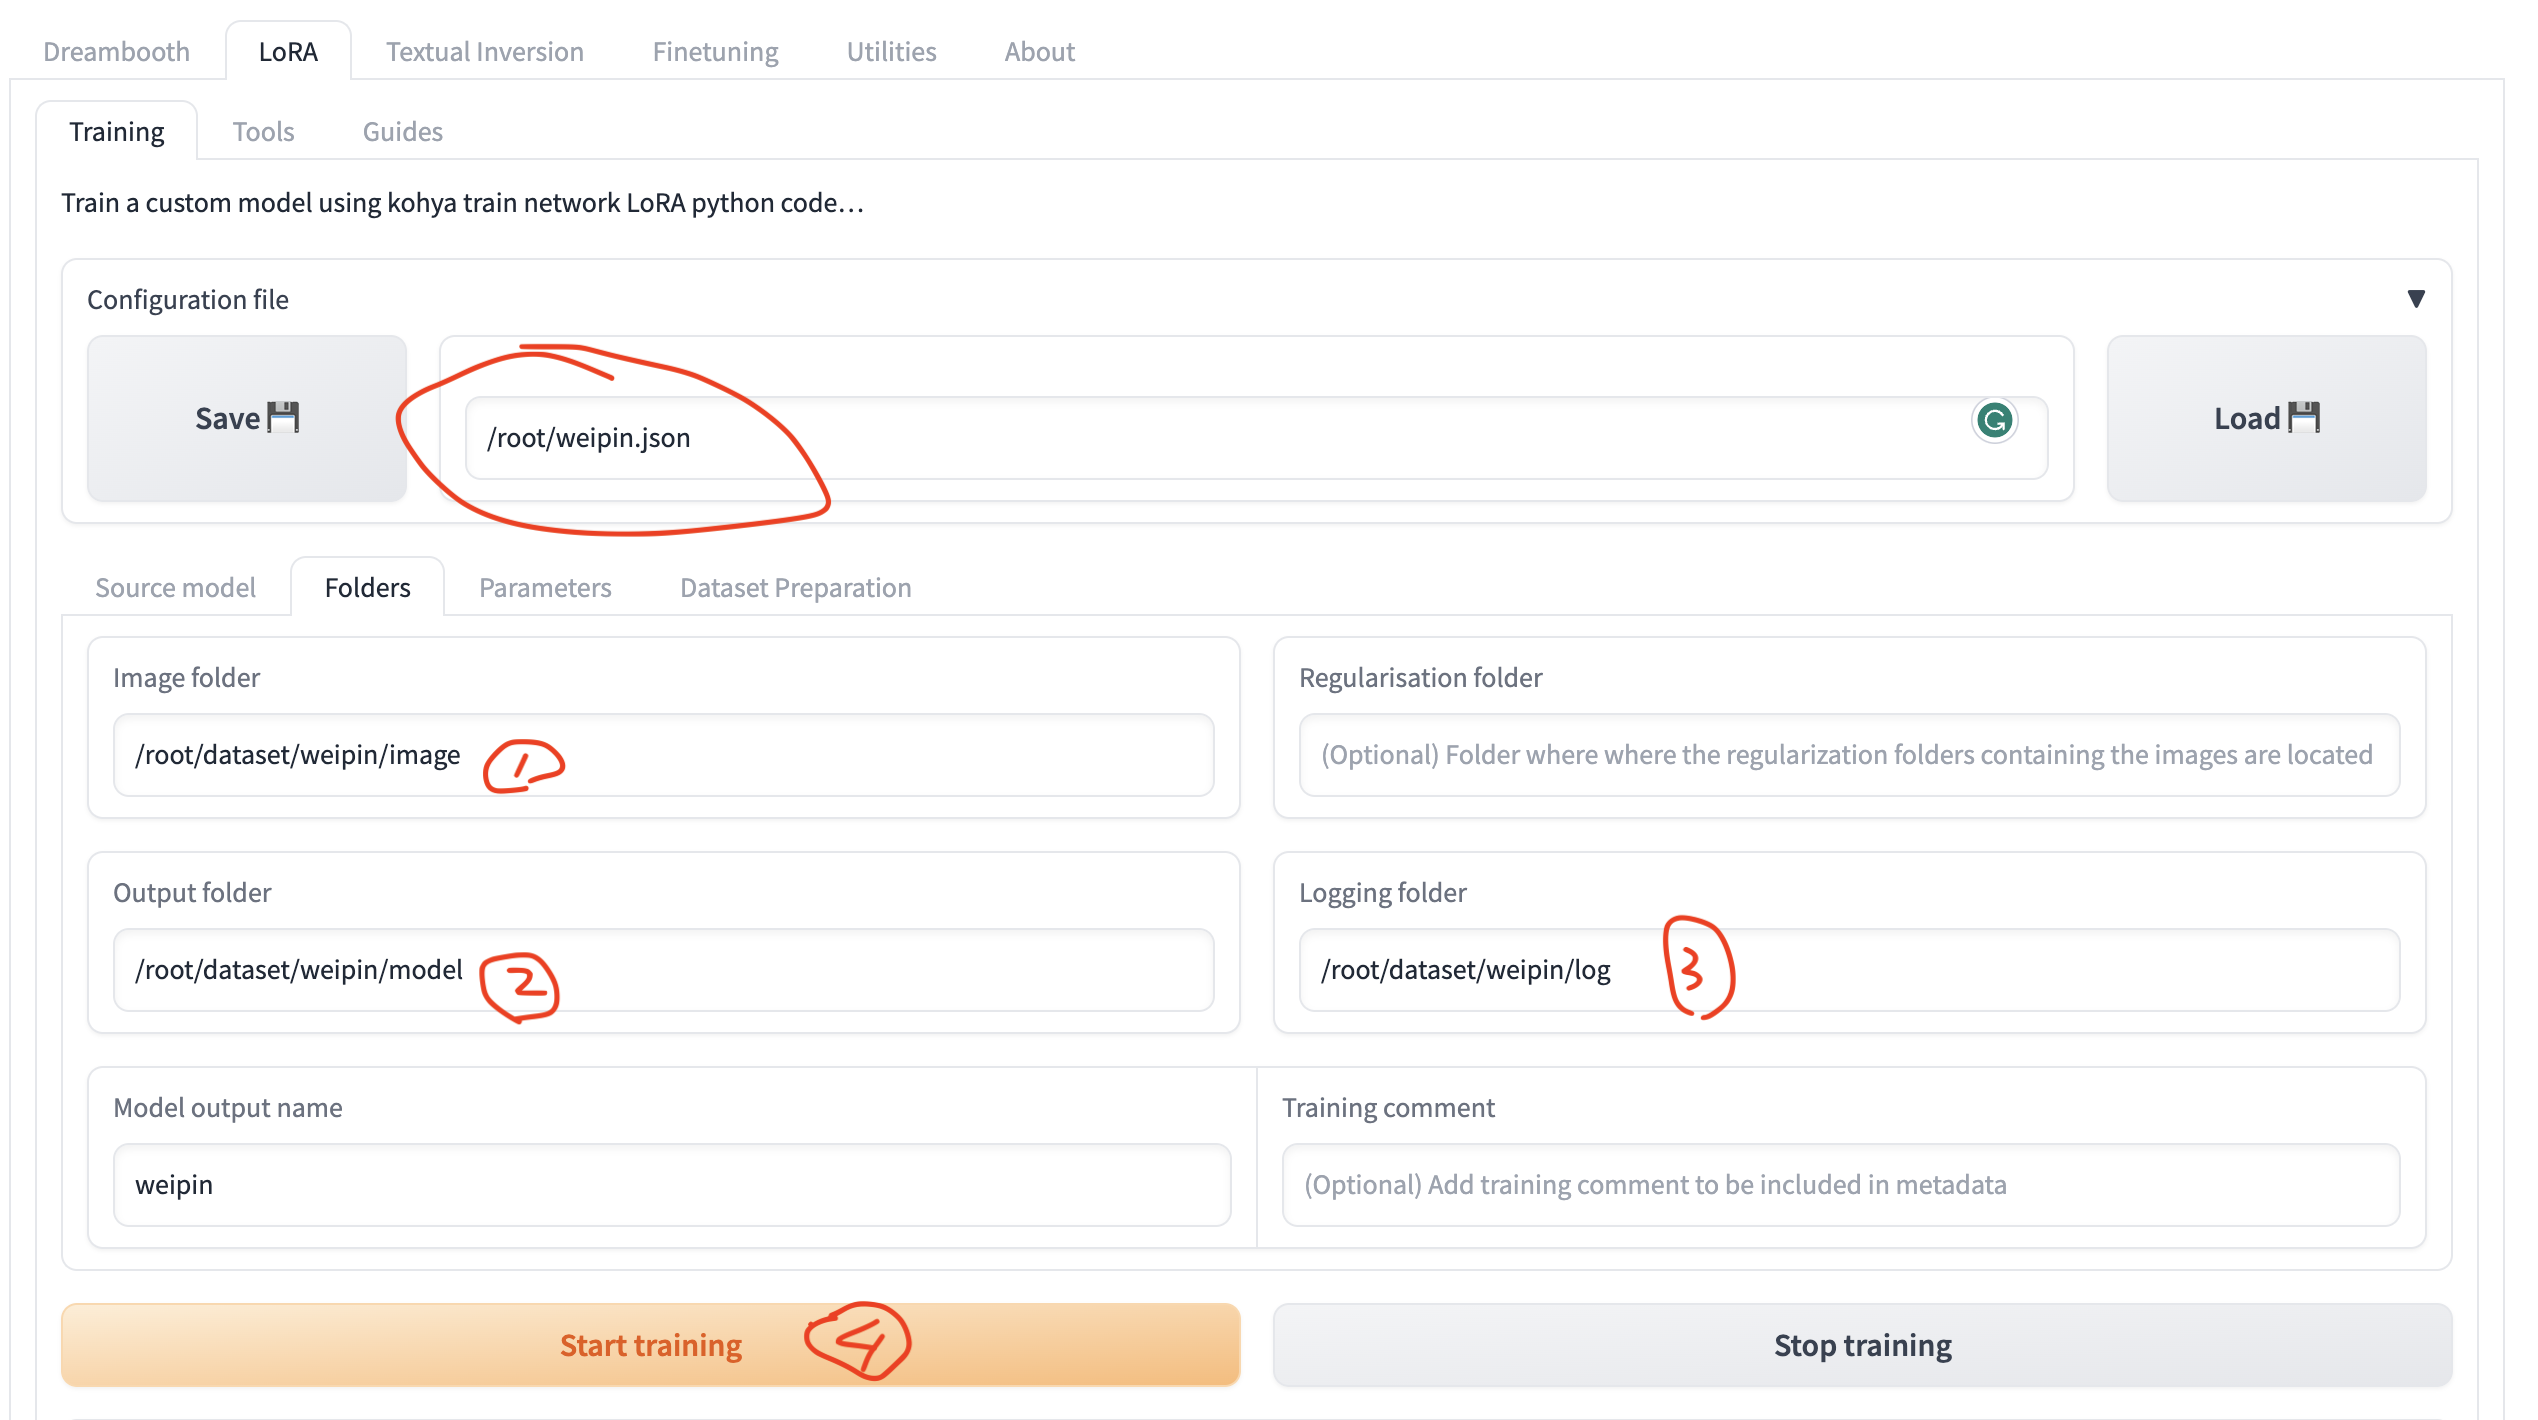 Dreambooth LoRA Textual Inversion Finetuning Utilities About
Training Tools Guides
Train a custom model using kohya train network LoRA python code...
Configuration file ▼
Save 💾 /root/weipin.json Load 💾
Source model Folders Parameters Dataset Preparation
Image folder
/root/dataset/weipin/image 1
Regularisation folder
(Optional) Folder where where the regularization folders containing the images are located
Output folder
/root/dataset/weipin/model 2
Logging folder
/root/dataset/weipin/log 3
Model output name
weipin
Training comment
(Optional) Add training comment to be included in metadata
Start training 4
Stop training